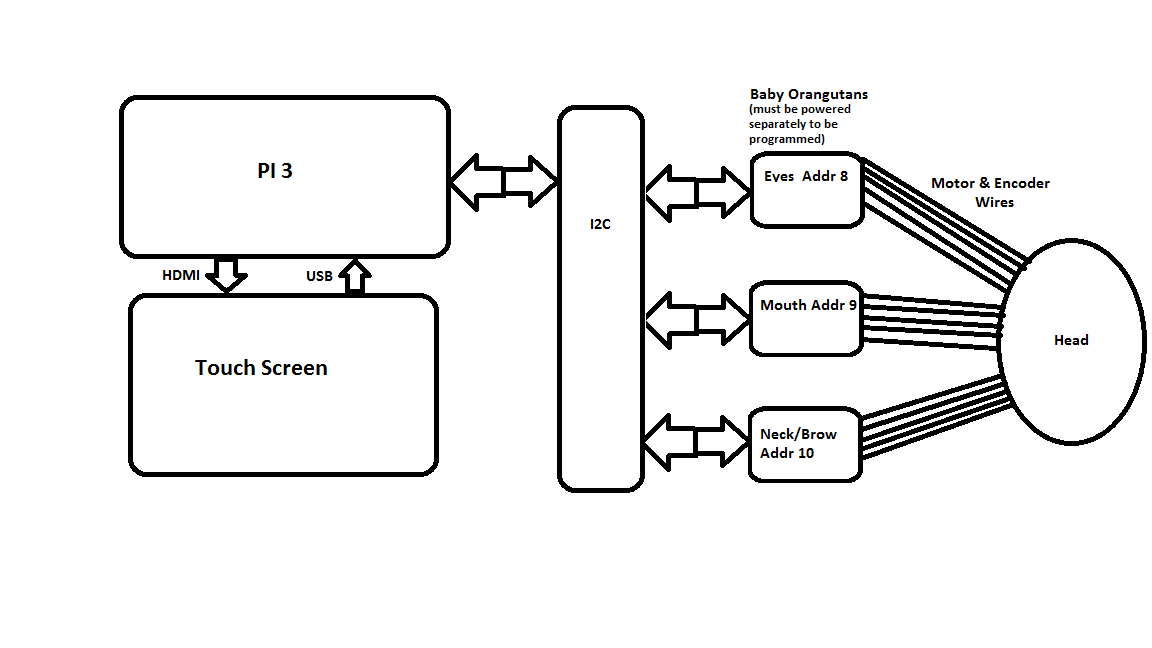 Baby Orangutans
(must be powered
separately to be
programmed)
PI 3
Eyes  Addr 8
Motor & Encoder
Wires
I2C
HDMI
USB
Mouth Addr 9
Head
Touch Screen
Neck/Brow
Addr 10